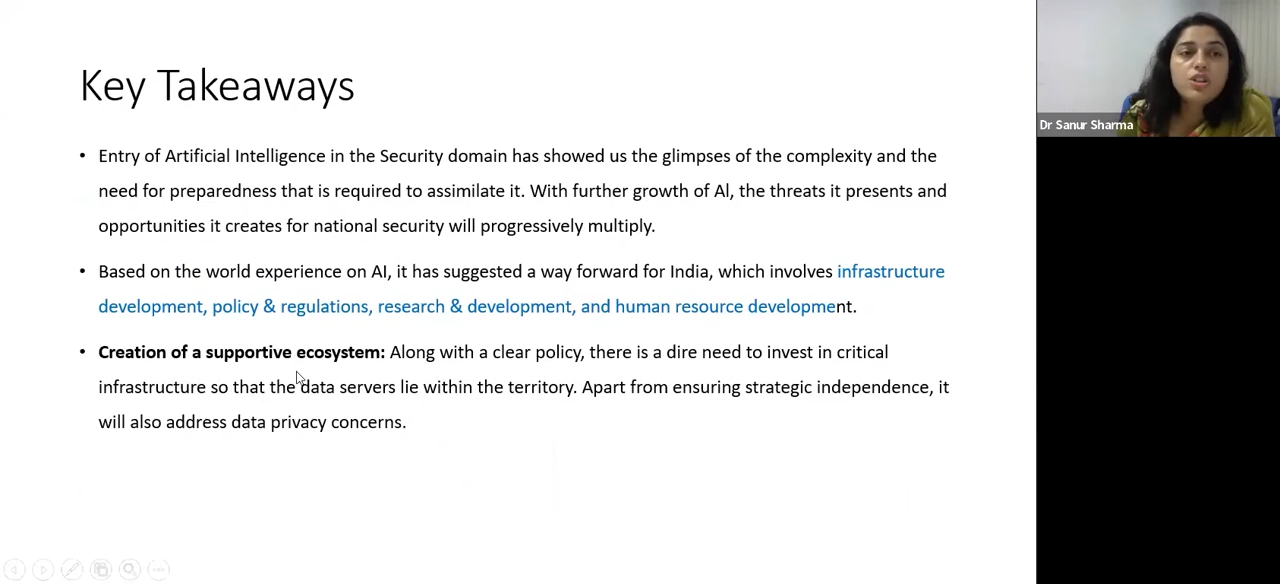 Key Takeaways
• Entry of Artificial Intelligence in the Security domain has showed us the glimpses of the complexity and the
need for preparedness that is required to assimilate it. With further growth of Al, the threats it presents and
opportunities it creates for national security will progressively multiply.
• Based on the world experience on AI, it has suggested a way forward for India, which involves infrastructure
development, policy & regulations, research & development, and human resource development.
• Creation of a supportive ecosystem: Along with a clear policy, there is a dire need to invest in critical
infrastructure so that the data servers lie within the territory. Apart from ensuring strategic independence, it
will also address data privacy concerns.
Dr Sanur Sharma